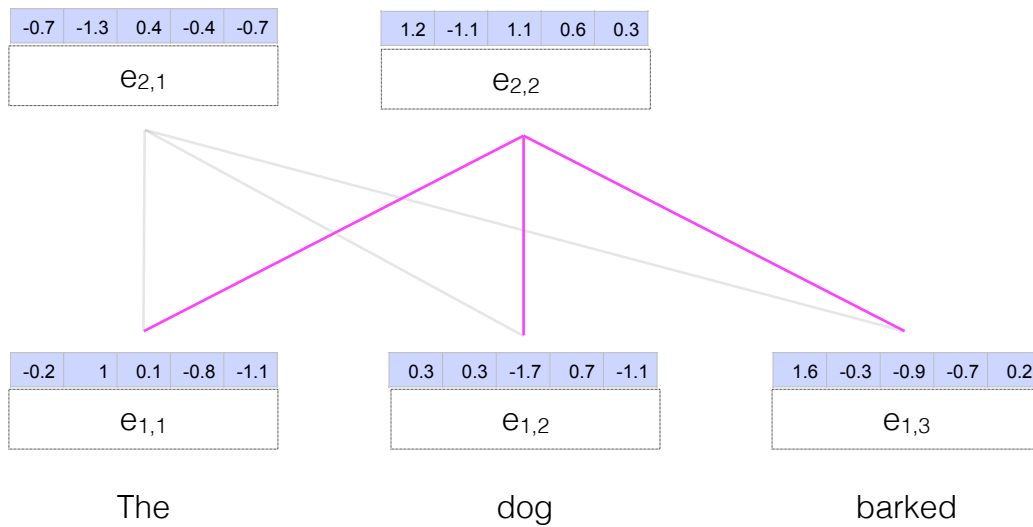 -0.7 -1.3 0.4 -0.4 -0.7 1.2 -1.1 1.1 0.6 0.3
e2,1 e2,2
-0.2 1 0.1 -0.8 -1.1 0.3 0.3 -1.7 0.7 -1.1 1.6 -0.3 -0.9 -0.7 0.2
e1,1 e1,2 e1,3
The dog barked